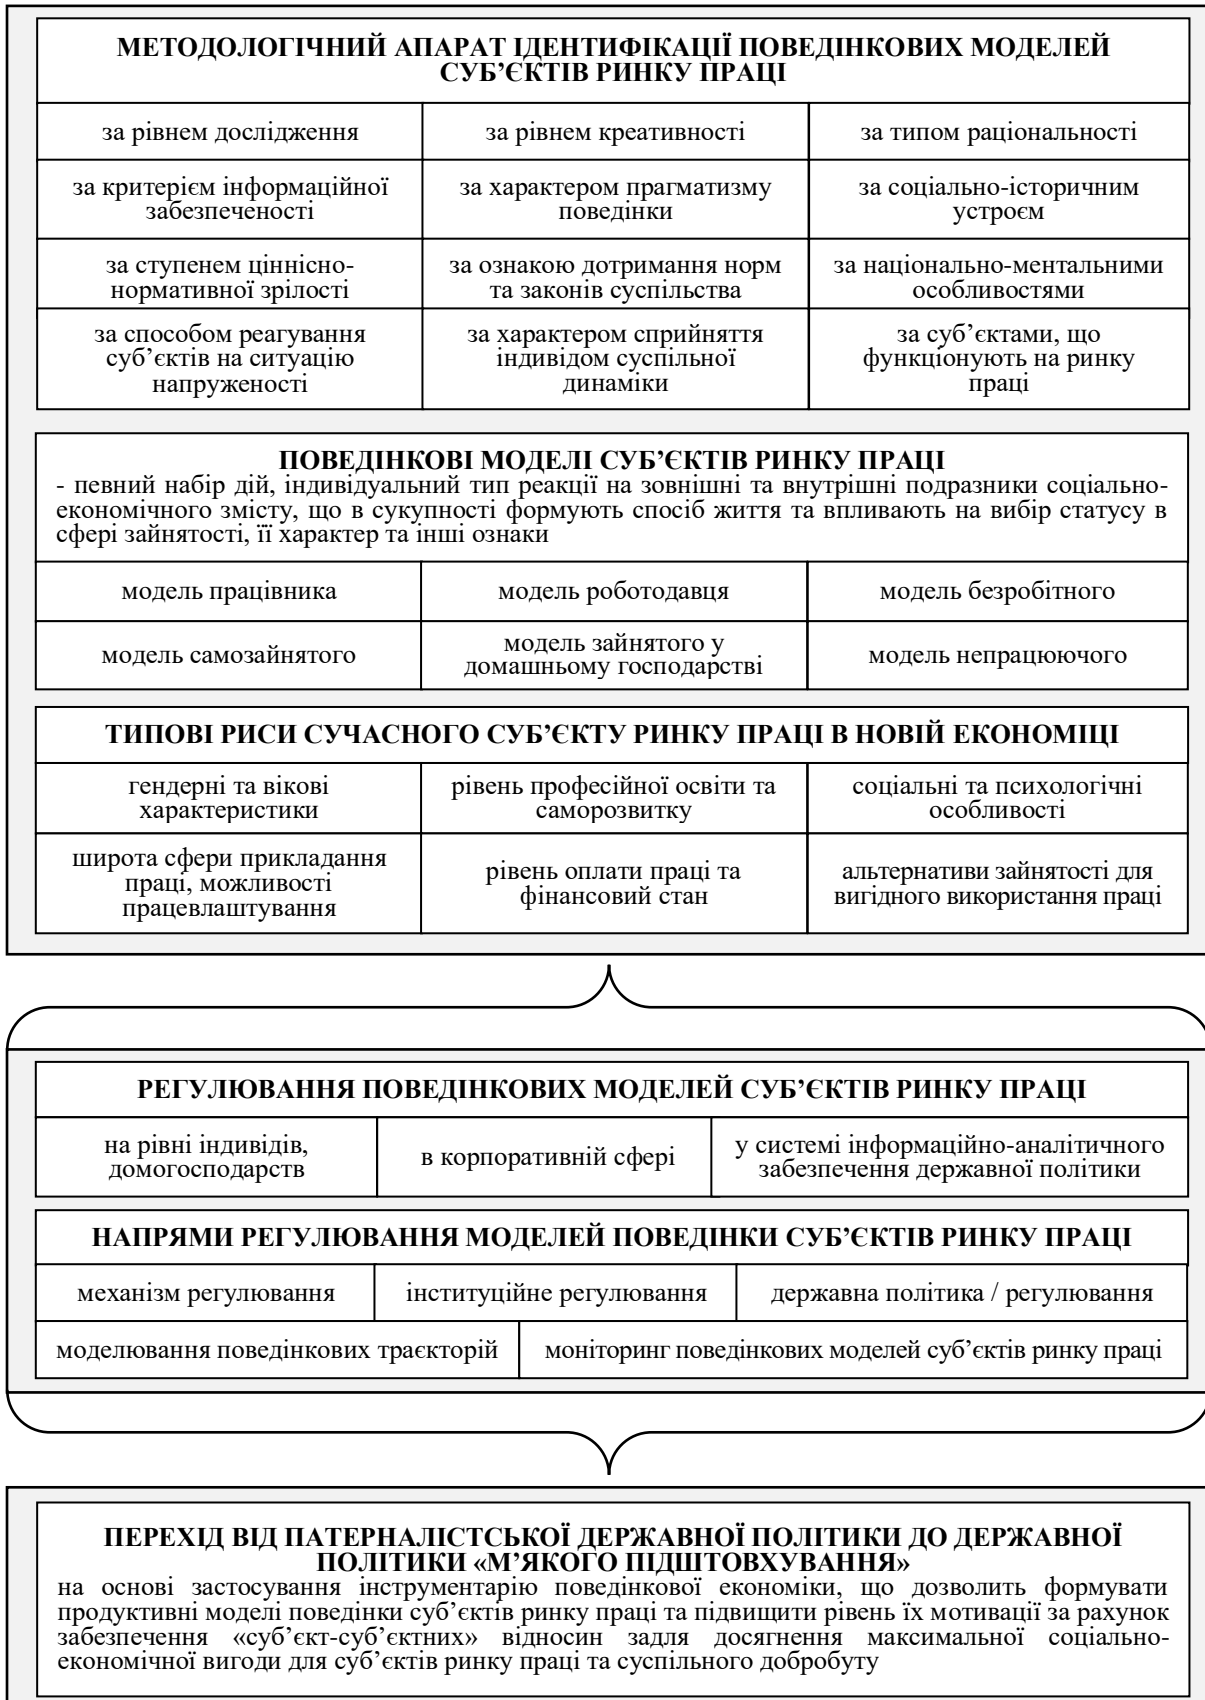 МЕТОДОЛОГІЧНИЙ АПАРАТ ІДЕНТИФІКАЦІЇ ПОВЕДІНКОВИХ МОДЕЛЕЙ
СУБ’ЄКТІВ РИНКУ ПРАЦІ
за рівнем дослідження
за рівнем креативності
за типом раціональності
за критерієм інформаційної
забезпеченості
за характером прагматизму
поведінки
за соціально-історичним
устроєм
за ступенем ціннісно-
нормативної зрілості
за ознакою дотримання норм
та законів суспільства
за національно-ментальними
особливостями
за способом реагування
суб’єктів на ситуацію
напруженості
за характером сприйняття
індивідом суспільної
динаміки
за суб’єктами, що
функціонують на ринку
праці
ПОВЕДІНКОВІ МОДЕЛІ СУБ’ЄКТІВ РИНКУ ПРАЦІ
- певний набір дій, індивідуальний тип реакції на зовнішні та внутрішні подразники соціально-
економічного змісту, що в сукупності формують спосіб життя та впливають на вибір статусу в
сфері зайнятості, її характер та інші ознаки
модель працівника
модель роботодавця
модель безробітного
модель самозайнятого
модель зайнятого у
домашньому господарстві
модель непрацюючого
ТИПОВІ РИСИ СУЧАСНОГО СУБ’ЄКТУ РИНКУ ПРАЦІ В НОВІЙ ЕКОНОМІЦІ
гендерні та вікові
характеристики
рівень професійної освіти та
саморозвитку
соціальні та психологічні
особливості
широта сфери прикладання
праці, можливості
працевлаштування
рівень оплати праці та
фінансовий стан
альтернативи зайнятості для
вигідного використання праці
РЕГУЛЮВАННЯ ПОВЕДІНКОВИХ МОДЕЛЕЙ СУБ’ЄКТІВ РИНКУ ПРАЦІ
на рівні індивідів,
домогосподарств
в корпоративній сфері
у системі інформаційно-аналітичного
забезпечення державної політики
НАПРЯМИ РЕГУЛЮВАННЯ МОДЕЛЕЙ ПОВЕДІНКИ СУБ’ЄКТІВ РИНКУ ПРАЦІ
механізм регулювання
інституційне регулювання
державна політика / регулювання
моделювання поведінкових траєкторій
моніторинг поведінкових моделей суб’єктів ринку праці
ПЕРЕХІД ВІД ПАТЕРНАЛІСТСЬКОЇ ДЕРЖАВНОЇ ПОЛІТИКИ ДО ДЕРЖАВНОЇ
ПОЛІТИКИ «М’ЯКОГО ПІДШТОВХУВАННЯ»
на основі застосування інструментарію поведінкової економіки, що дозволить формувати
продуктивні моделі поведінки суб’єктів ринку праці та підвищити рівень їх мотивації за рахунок
забезпечення «суб’єкт-суб’єктних» відносин задля досягнення максимальної соціально-
економічної вигоди для суб’єктів ринку праці та суспільного добробуту